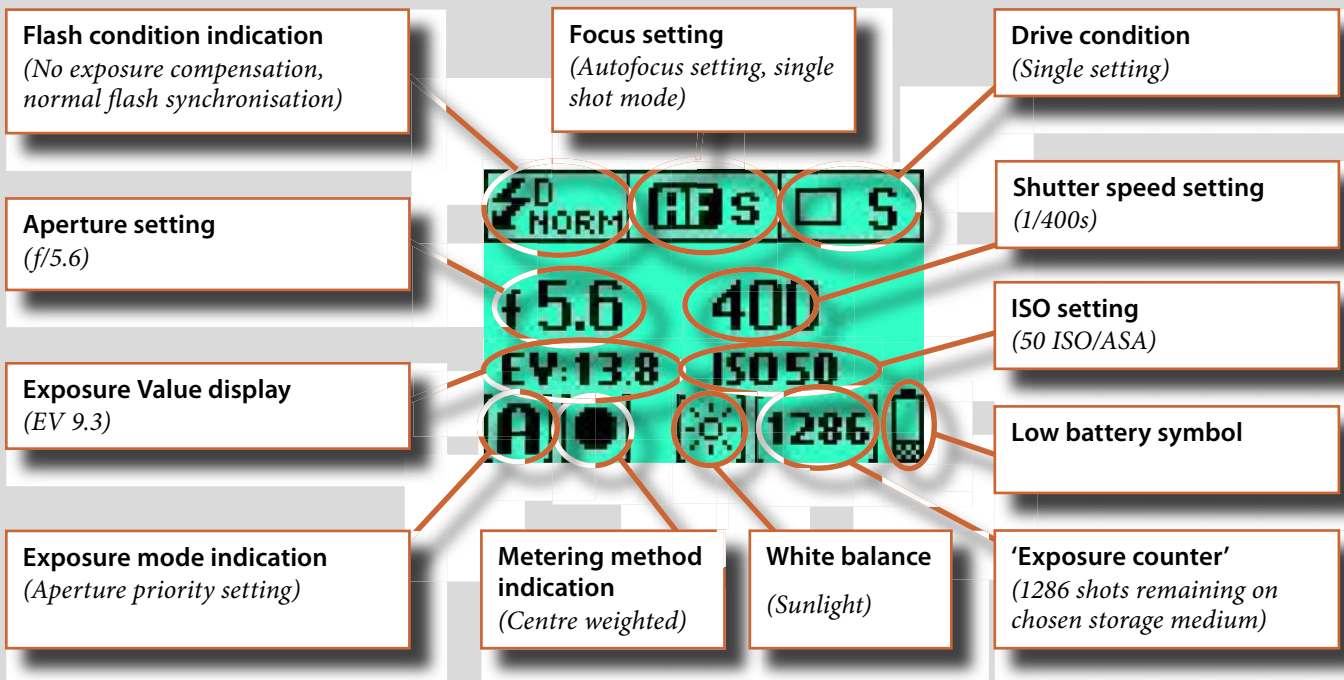 Flash condition indication
(No exposure compensation,
normal flash synchronisation)
Focus setting
(Autofocus setting, single
shot mode)
Drive condition
(Single setting)
Aperture setting
(f/5.6)
Shutter speed setting
(1/400s)
D
NORM
AF S
S
f 5.6
400
EV:13.8
ISO50
A
1286
Exposure Value display
(EV 9.3)
ISO setting
(50 ISO/ASA)
Low battery symbol
Exposure mode indication
(Aperture priority setting)
Metering method
indication
(Centre weighted)
White balance
(Sunlight)
‘Exposure counter’
(1286 shots remaining on
chosen storage medium)